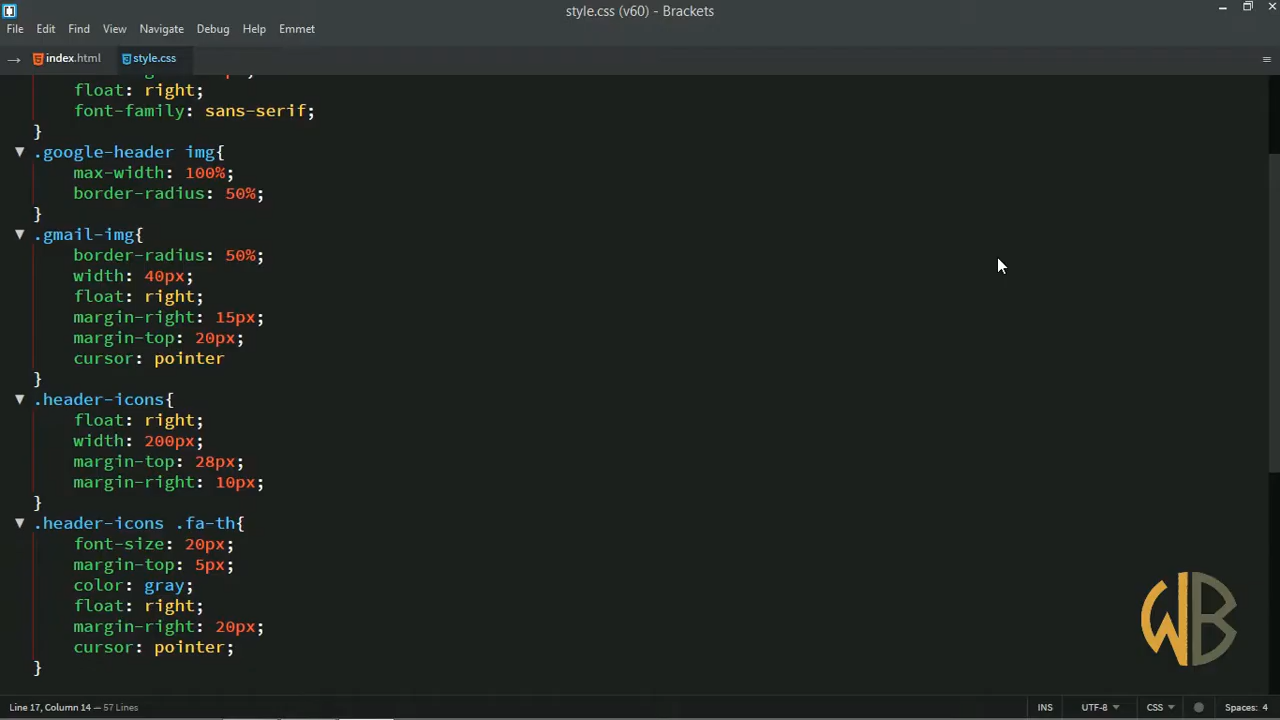 style.css (v60) - Brackets
File Edit Find View Navigate Debug Help Emmet
index.html style.css
float: right;
font-family: sans-serif;
}
.google-header img{
max-width: 100%;
border-radius: 50%;
}
.gmail-img{
border-radius: 50%;
width: 40px;
float: right;
margin-right: 15px;
margin-top: 20px;
cursor: pointer
}
.header-icons{
float: right;
width: 200px;
margin-top: 28px;
margin-right: 10px;
}
.header-icons .fa-th{
font-size: 20px;
margin-top: 5px;
color: gray;
float: right;
margin-right: 20px;
cursor: pointer;
}
WB
Line 17, Column 14 — 57 Lines INS UTF-8 CSS Spaces: 4